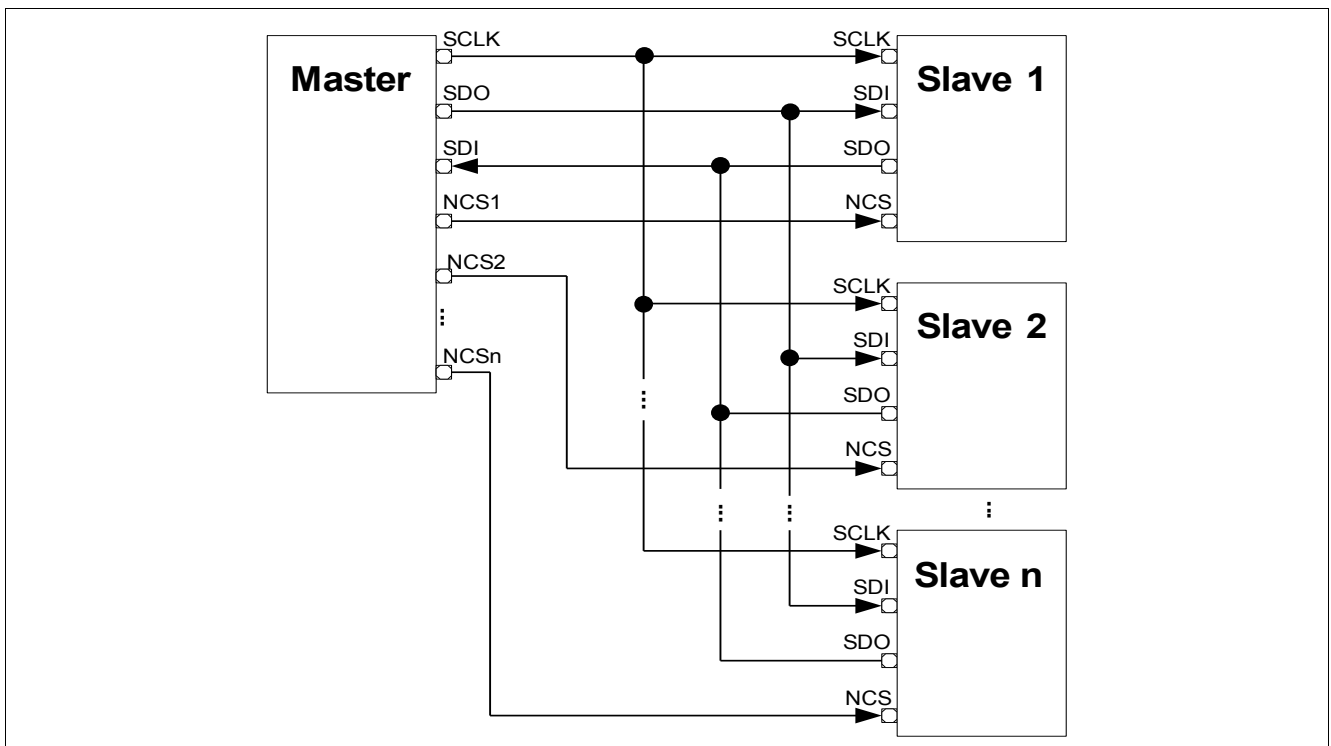 SCLK
Master
SDO
SDI
NCS1
NCS2
...
NCSn
SCLK
Slave 1
SDI
SDO
NCS
SCLK
Slave 2
SDI
SDO
NCS
...
...
...
...
SCLK
Slave n
SDI
SDO
NCS